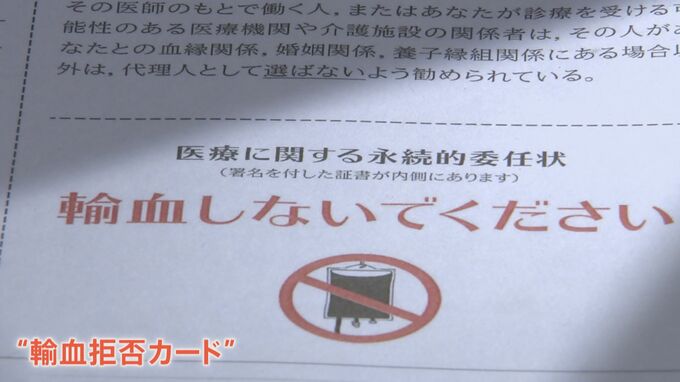 その医師のもとで働く人，またはあなたが診療を受ける可
能性のある医療機関や介護施設の関係者は，その人があ
なたとの血縁関係，婚姻関係，養子縁組関係にある場合以
外は，代理人として選ばないよう勧められている。
医療に関する永続的委任状
（署名を付した証書が内側にあります）
輸血しないでください
“輸血拒否カード”